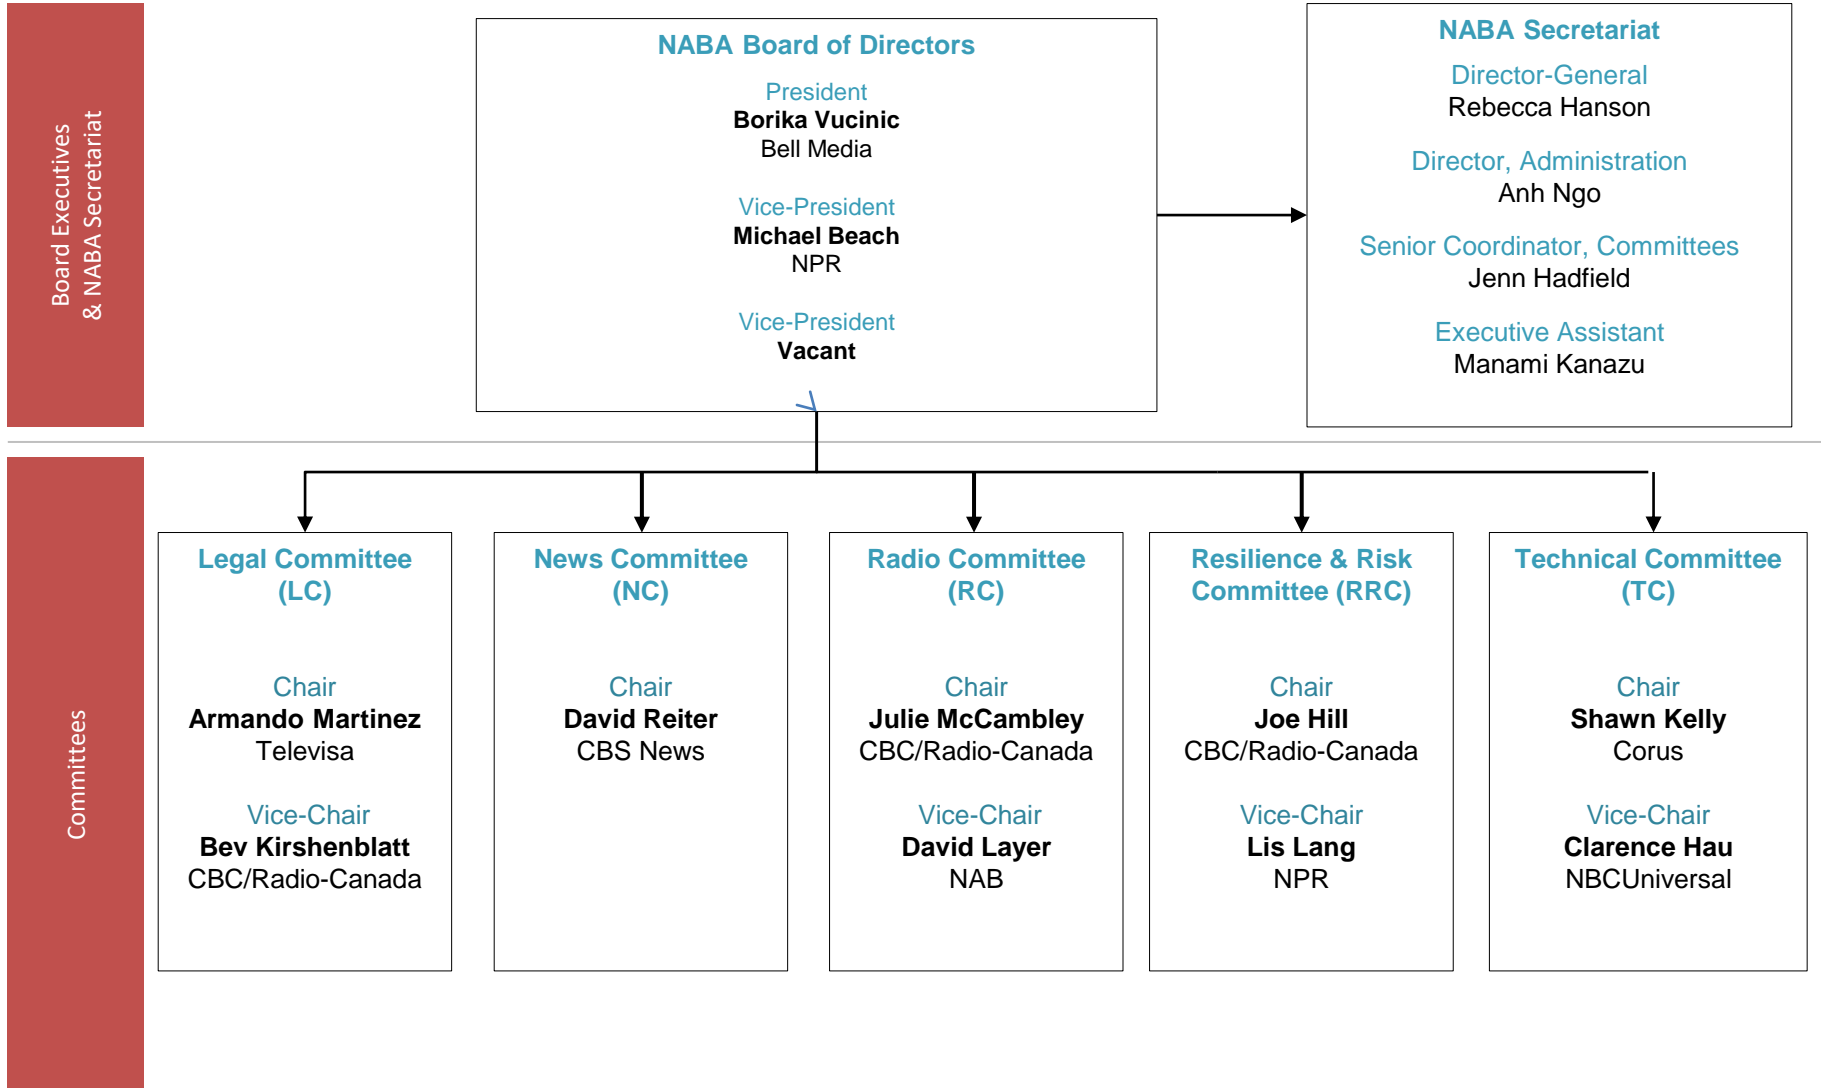 Board Executives
& NABA Secretariat
NABA Board of Directors
President
Borika Vucinic
Bell Media
Vice-President
Michael Beach
NPR
Vice-President
Vacant
NABA Secretariat
Director-General
Rebecca Hanson
Director, Administration
Anh Ngo
Senior Coordinator, Committees
Jenn Hadfield
Executive Assistant
Manami Kanazu
Committees
Legal Committee
(LC)
Chair
Armando Martinez
Televisa
Vice-Chair
Bev Kirshenblatt
CBC/Radio-Canada
News Committee
(NC)
Chair
David Reiter
CBS News
Radio Committee
(RC)
Chair
Julie McCambley
CBC/Radio-Canada
Vice-Chair
David Layer
NAB
Resilience & Risk
Committee (RRC)
Chair
Joe Hill
CBC/Radio-Canada
Vice-Chair
Lis Lang
NPR
Technical Committee
(TC)
Chair
Shawn Kelly
Corus
Vice-Chair
Clarence Hau
NBCUniversal